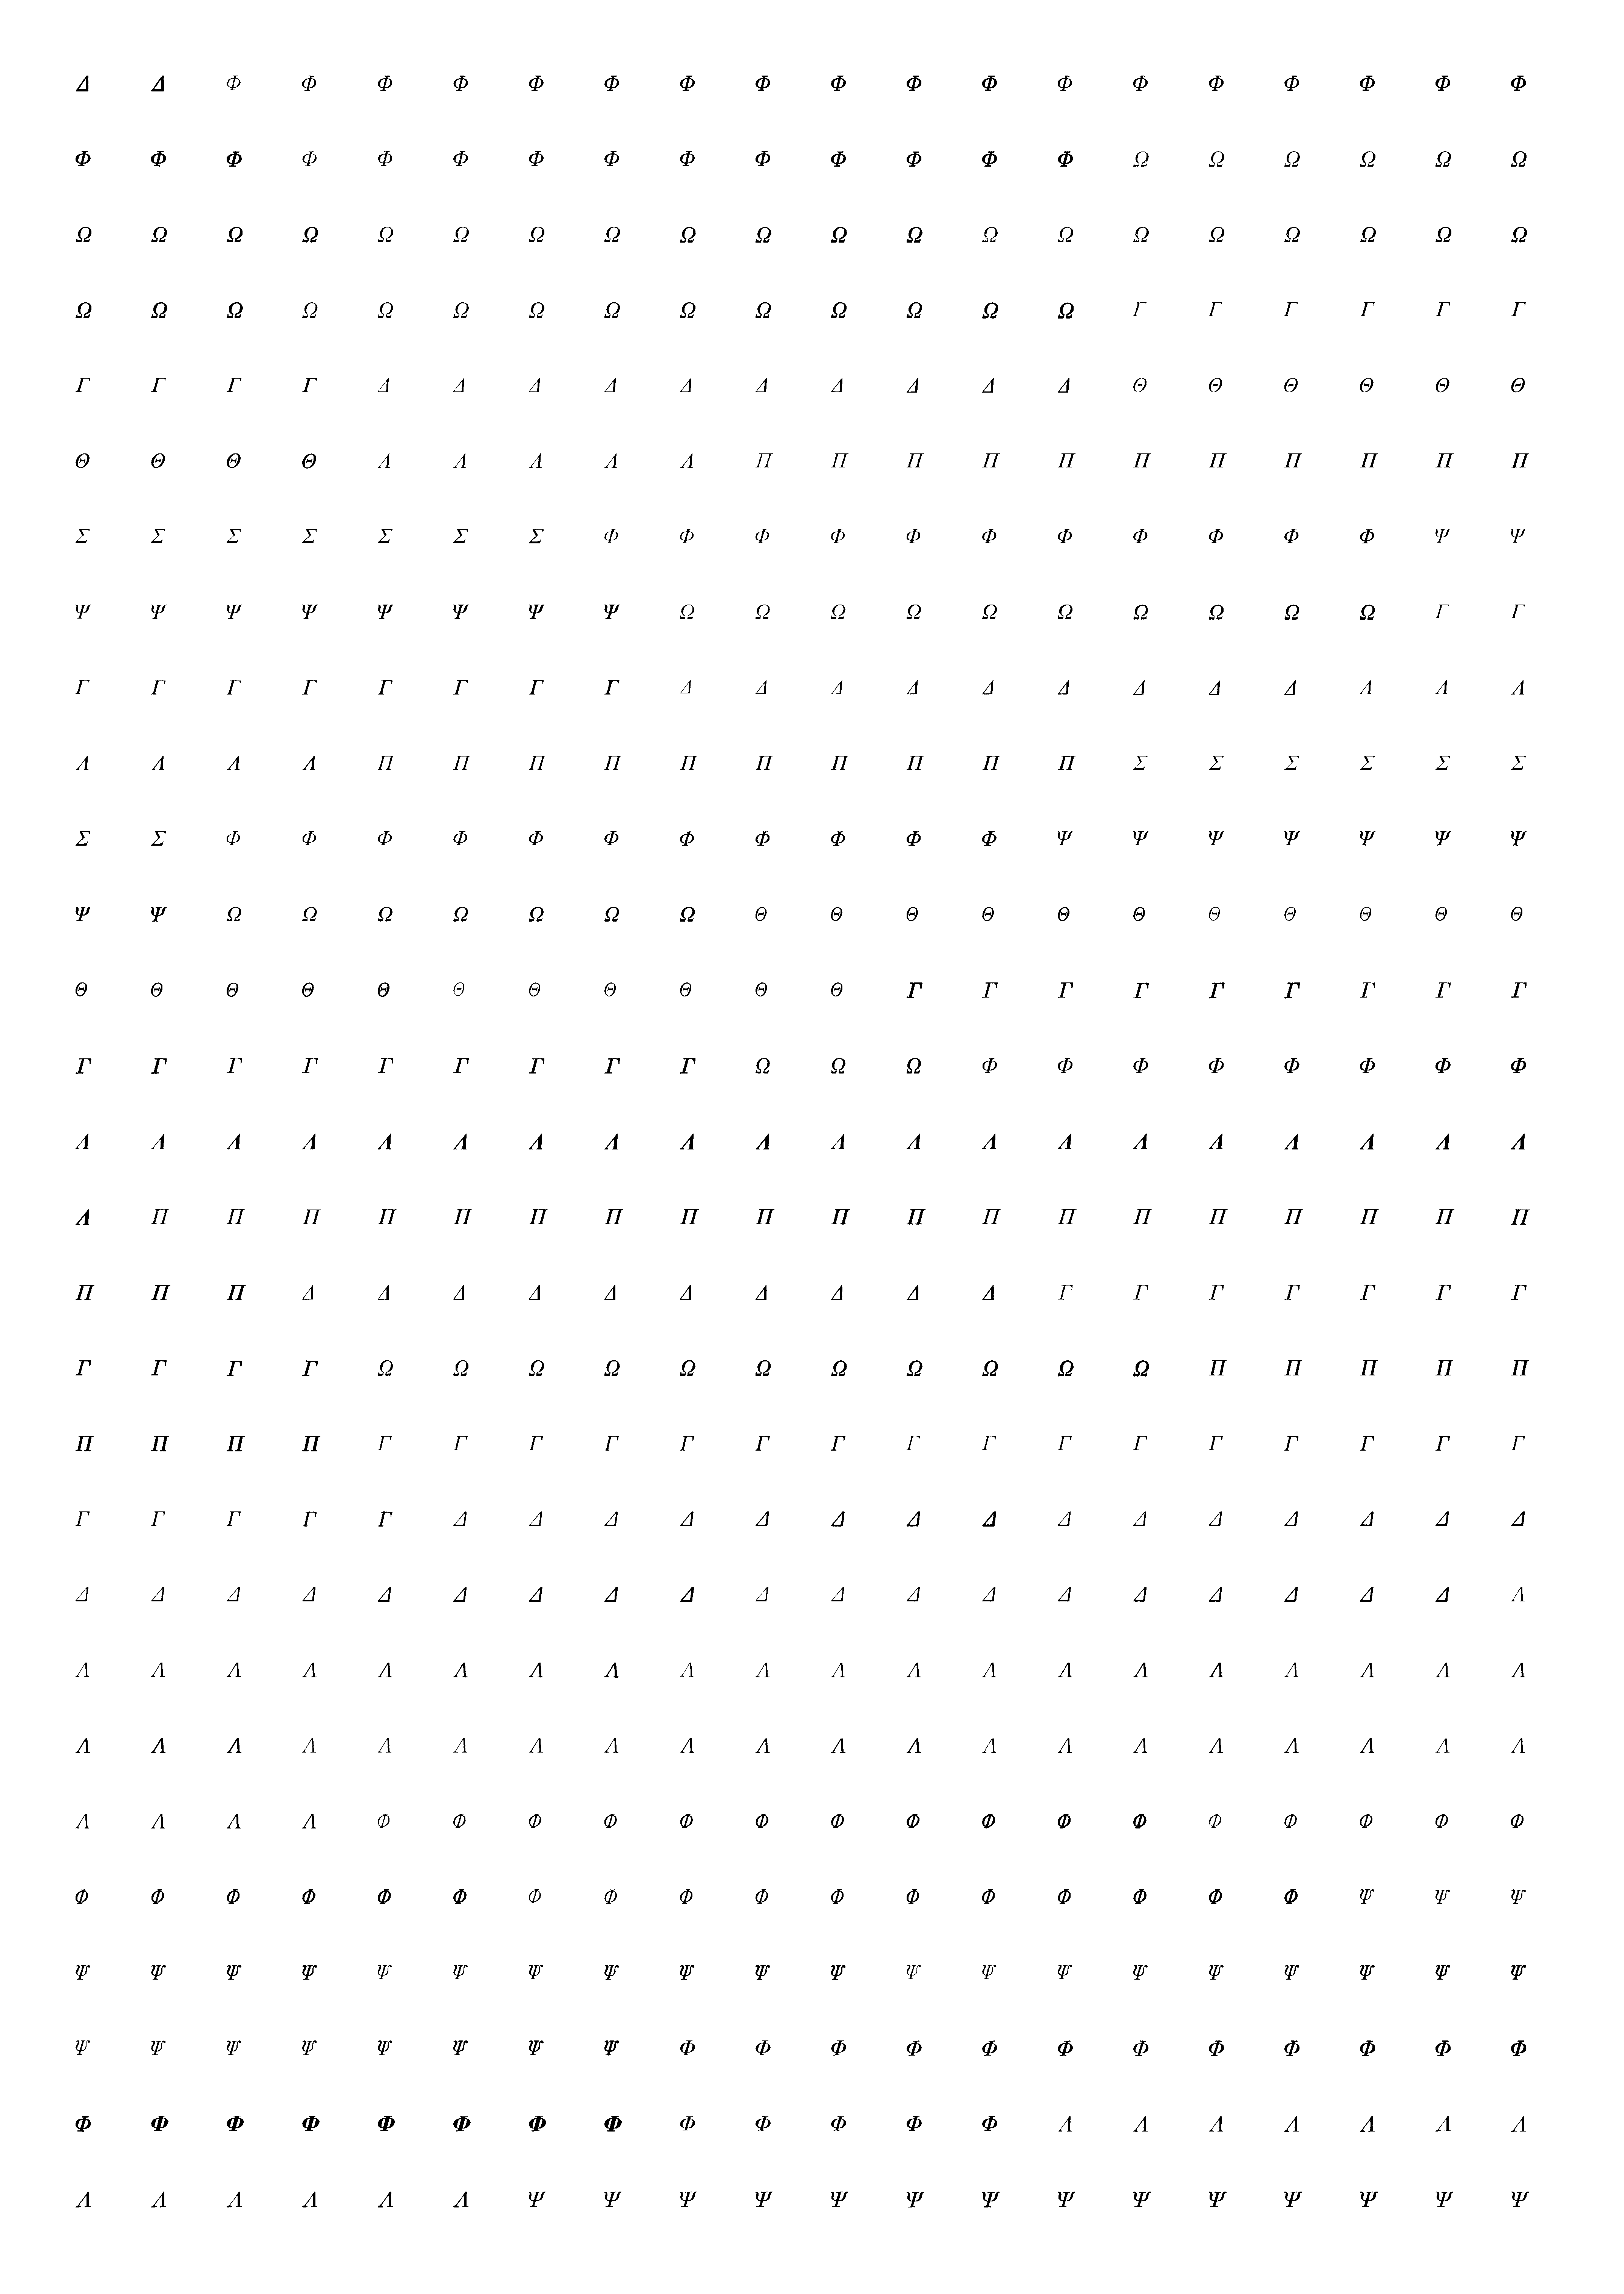 Δ Δ Φ Φ Φ Φ Φ Φ Φ Φ Φ Φ Φ Φ Φ Φ Φ Φ Φ Φ
Φ Φ Φ Φ Φ Φ Φ Φ Φ Φ Φ Φ Φ Φ Ω Ω Ω Ω Ω Ω
Ω Ω Ω Ω Ω Ω Ω Ω Ω Ω Ω Ω Ω Ω Ω Ω Ω Ω Ω Ω
Ω Ω Ω Ω Ω Ω Ω Ω Ω Ω Ω Ω Ω Ω Γ Γ Γ Γ Γ Γ
Γ Γ Γ Γ Δ Δ Δ Δ Δ Δ Δ Δ Δ Δ Θ Θ Θ Θ Θ Θ
Θ Θ Θ Θ Λ Λ Λ Λ Λ Π Π Π Π Π Π Π Π Π Π Π
Σ Σ Σ Σ Σ Σ Σ Φ Φ Φ Φ Φ Φ Φ Φ Φ Φ Φ Ψ Ψ
Ψ Ψ Ψ Ψ Ψ Ψ Ψ Ψ Ω Ω Ω Ω Ω Ω Ω Ω Ω Ω Γ Γ
Γ Γ Γ Γ Γ Γ Γ Γ Δ Δ Δ Δ Δ Δ Δ Δ Δ Λ Λ Λ
Λ Λ Λ Λ Π Π Π Π Π Π Π Π Π Π Σ Σ Σ Σ Σ Σ
Σ Σ Φ Φ Φ Φ Φ Φ Φ Φ Φ Φ Φ Ψ Ψ Ψ Ψ Ψ Ψ Ψ
Ψ Ψ Ω Ω Ω Ω Ω Ω Ω Θ Θ Θ Θ Θ Θ Θ Θ Θ Θ Θ
Θ Θ Θ Θ Θ Θ Θ Θ Θ Θ Θ Γ Γ Γ Γ Γ Γ Γ Γ Γ
Γ Γ Γ Γ Γ Γ Γ Γ Γ Ω Ω Ω Φ Φ Φ Φ Φ Φ Φ Φ
Λ Λ Λ Λ Λ Λ Λ Λ Λ Λ Λ Λ Λ Λ Λ Λ Λ Λ Λ Λ
Λ Π Π Π Π Π Π Π Π Π Π Π Π Π Π Π Π Π Π Π
Π Π Π Δ Δ Δ Δ Δ Δ Δ Δ Δ Δ Γ Γ Γ Γ Γ Γ Γ
Γ Γ Γ Γ Ω Ω Ω Ω Ω Ω Ω Ω Ω Ω Ω Π Π Π Π Π
Π Π Π Π Γ Γ Γ Γ Γ Γ Γ Γ Γ Γ Γ Γ Γ Γ Γ Γ
Γ Γ Γ Γ Γ Δ Δ Δ Δ Δ Δ Δ Δ Δ Δ Δ Δ Δ Δ Δ
Δ Δ Δ Δ Δ Δ Δ Δ Δ Δ Δ Δ Δ Δ Δ Δ Δ Δ Δ Λ
Λ Λ Λ Λ Λ Λ Λ Λ Λ Λ Λ Λ Λ Λ Λ Λ Λ Λ Λ Λ
Λ Λ Λ Λ Λ Λ Λ Λ Λ Λ Λ Λ Λ Λ Λ Λ Λ Λ Λ Λ
Λ Λ Λ Λ Φ Φ Φ Φ Φ Φ Φ Φ Φ Φ Φ Φ Φ Φ Φ Φ
Φ Φ Φ Φ Φ Φ Φ Φ Φ Φ Φ Φ Φ Φ Φ Φ Φ Ψ Ψ Ψ
Ψ Ψ Ψ Ψ Ψ Ψ Ψ Ψ Ψ Ψ Ψ Ψ Ψ Ψ Ψ Ψ Ψ Ψ Ψ Ψ
Ψ Ψ Ψ Ψ Ψ Ψ Ψ Ψ Φ Φ Φ Φ Φ Φ Φ Φ Φ Φ Φ Φ
Φ Φ Φ Φ Φ Φ Φ Φ Φ Φ Φ Φ Φ Λ Λ Λ Λ Λ Λ Λ
Λ Λ Λ Λ Λ Λ Ψ Ψ Ψ Ψ Ψ Ψ Ψ Ψ Ψ Ψ Ψ Ψ Ψ Ψ